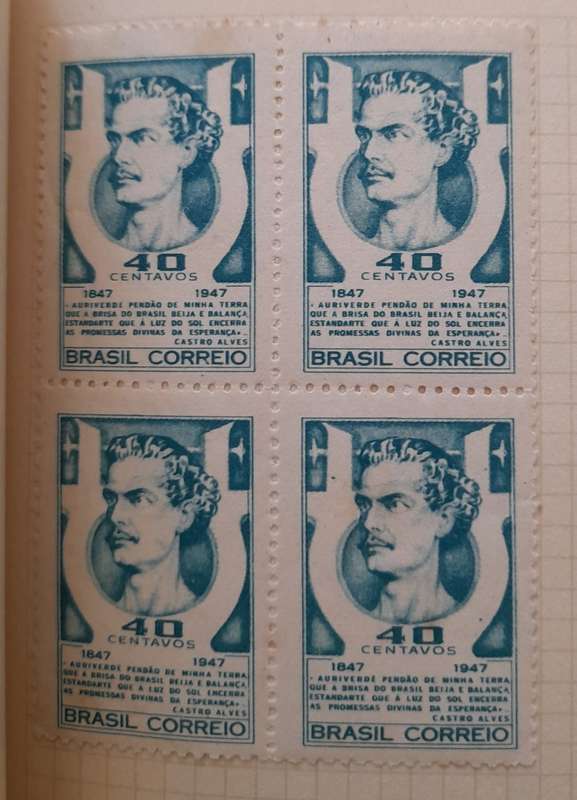 40
CENTAVOS
1847 1947
«AURIVERDE PENDÃO DE MINHA TERRA,
QUE A BRISA DO BRASIL BEIJA E BALANÇA,
ESTANDARTE QUE À LUZ DO SOL ENCERRA
AS PROMESSAS DIVINAS DA ESPERANÇA»..
CASTRO ALVES
BRASIL CORREIO
40
CENTAVOS
1847 1947
«AURIVERDE PENDÃO DE MINHA TERRA,
QUE A BRISA DO BRASIL BEIJA E BALANÇA,
ESTANDARTE QUE À LUZ DO SOL ENCERRA
AS PROMESSAS DIVINAS DA ESPERANÇA»..
CASTRO ALVES
BRASIL CORREIO
40
CENTAVOS
1847 1947
«AURIVERDE PENDÃO DE MINHA TERRA,
QUE A BRISA DO BRASIL BEIJA E BALANÇA,
ESTANDARTE QUE À LUZ DO SOL ENCERRA
AS PROMESSAS DIVINAS DA ESPERANÇA»..
CASTRO ALVES
BRASIL CORREIO
40
CENTAVOS
1847 1947
«AURIVERDE PENDÃO DE MINHA TERRA,
QUE A BRISA DO BRASIL BEIJA E BALANÇA,
ESTANDARTE QUE À LUZ DO SOL ENCERRA
AS PROMESSAS DIVINAS DA ESPERANÇA»..
CASTRO ALVES
BRASIL CORREIO